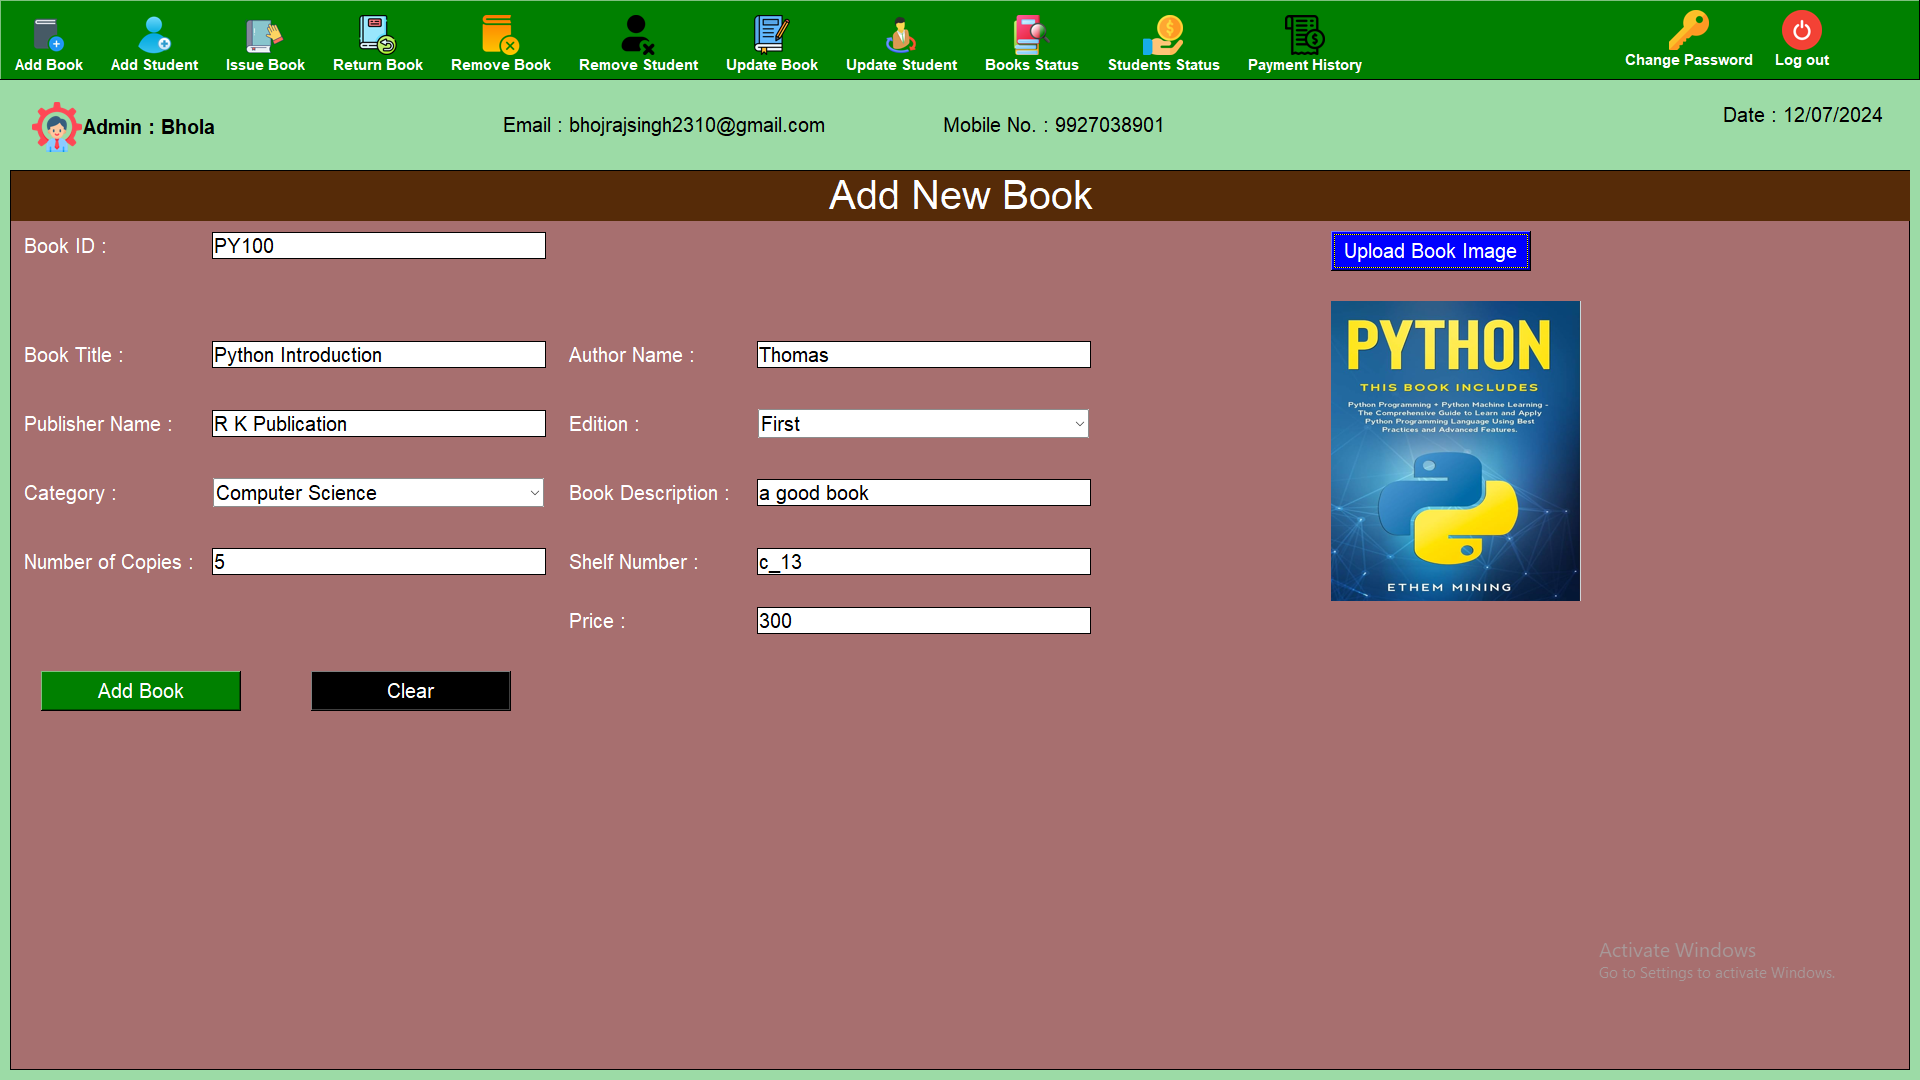 Add Book Add Student Issue Book Return Book Remove Book Remove Student Update Book Update Student Books Status Students Status Payment History Change Password Log out
Admin : Bhola Email : bhojrajsingh2310@gmail.com Mobile No. : 9927038901 Date : 12/07/2024
Add New Book
Book ID : PY100
Upload Book Image
Book Title : Python Introduction Author Name : Thomas
Publisher Name : R K Publication Edition : First
Category : Computer Science Book Description : a good book
Number of Copies : 5 Shelf Number : c_13
Price : 300
Add Book Clear
PYTHON
THIS BOOK INCLUDES
Python Programming + Python Machine Learning -
The Comprehensive Guide to Learn and Apply
Python Programming Language Using Best
Practices and Advanced Features.
ETHEM MINING
Activate Windows
Go to Settings to activate Windows.